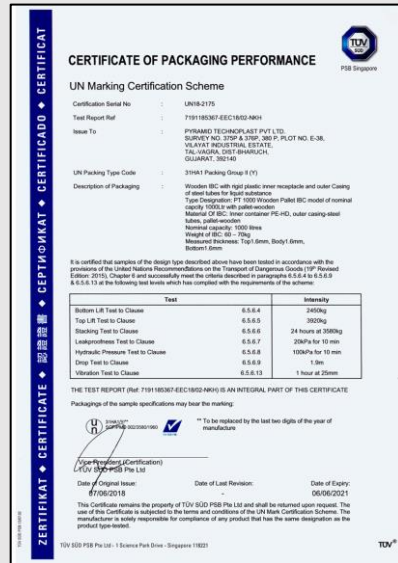 TÜV
SÜD
PSB Singapore
CERTIFICATE OF PACKAGING PERFORMANCE
UN Marking Certification Scheme
Certification Serial No : UN18-2175
Test Report Ref : 7191185367-EEC18/02-NKH
Issue To : PYRAMID TECHNOPLAST PVT LTD.
SURVEY NO. 375P & 376P, 380 P, PLOT NO. E-38,
VILAYAT INDUSTRIAL ESTATE,
TAL-VAGRA, DIST-BHARUCH,
GUJARAT, 392140
UN Packing Type Code : 31HA1 Packing Group II (Y)
Description of Packaging : Wooden IBC with rigid plastic inner receptacle and outer Casing
of steel tubes for liquid substance
Type Designation: PT 1000 Wooden Pallet IBC model of nominal
capcity 1000Ltr with pallet-wooden
Material Of IBC: Inner container PE-HD, outer casing-steel
tubes, pallet-wooden
Nominal capacity: 1000 litres
Weight of IBC: 60 – 70kg
Measured thickness: Top1.6mm, Body1.6mm,
Bottom1.6mm
It is certified that samples of the design type described above have been tested in accordance with the
provisions of the United Nations Recommendations on the Transport of Dangerous Goods (19th Revised
Edition: 2015), Chapter 6 and successfully meet the criteria described in paragraphs 6.5.6.4 to 6.5.6.9
& 6.5.6.13 at the following test levels which has complied with the requirements of the scheme:
Test Intensity
Bottom Lift Test to Clause 6.5.6.4 2450kg
Top Lift Test to Clause 6.5.6.5 3920kg
Stacking Test to Clause 6.5.6.6 24 hours at 3580kg
Leakproofness Test to Clause 6.5.6.7 20kPa for 10 min
Hydraulic Pressure Test to Clause 6.5.6.8 100kPa for 10 min
Drop Test to Clause 6.5.6.9 1.9m
Vibration Test to Clause 6.5.6.13 1 hour at 25mm
THE TEST REPORT (Ref: 7191185367-EEC18/02-NKH) IS AN INTEGRAL PART OF THIS CERTIFICATE
Packagings of the sample specifications may bear the marking:
un
** To be replaced by the last two digits of the year of
manufacture
Vice President (Certification)
TÜV SÜD PSB Pte Ltd
Date of Original Issue: Date of Last Revision: Date of Expiry:
07/06/2018 - 06/06/2021
This Certificate remains the property of TÜV SÜD PSB Pte Ltd and shall be returned upon request. The
use of this Certificate is subjected to the terms and conditions of the UN Mark Certification Scheme. The
manufacturer is solely responsible for compliance of any product that has the same designation as the
product type-tested.
TÜV SÜD PSB Pte Ltd - 1 Science Park Drive - Singapore 118221
TÜV®
ZERTIFIKAT ◆ CERTIFICATE ◆ 認證證書 ◆ СЕРТИФИКАТ ◆ CERTIFICADO ◆ CERTIFICAT